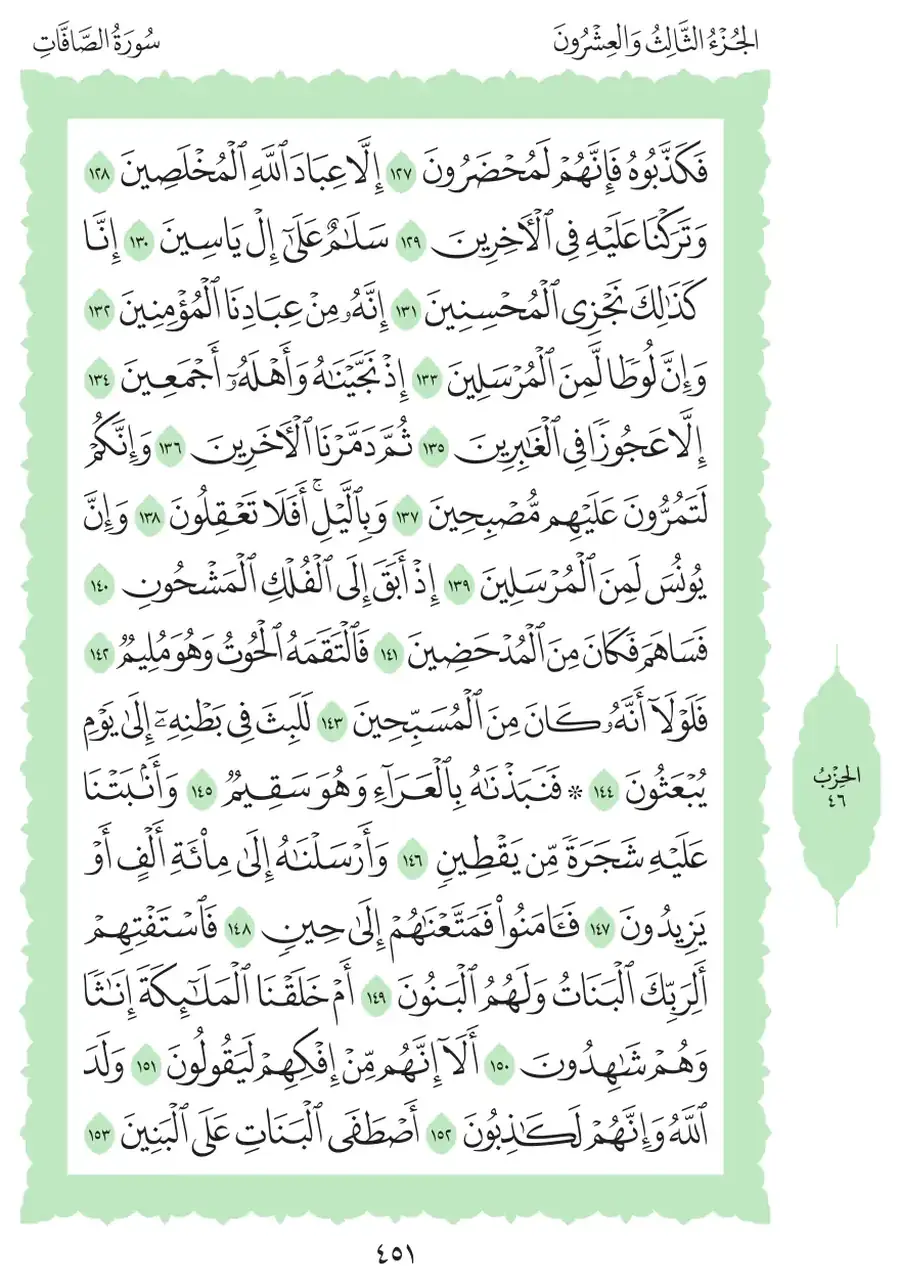 الجُزْءُ الثَّالِثُ وَالعِشْرُونَ
سُورَةُ الصَّافَّاتِ
فَكَذَّبُوهُ فَإِنَّهُمْ لَمُحْضَرُونَ ١٢٧ إِلَّا عِبَادَ ٱللَّهِ ٱلْمُخْلَصِينَ ١٢٨
وَتَرَكْنَا عَلَيْهِ فِي ٱلْأٓخِرِينَ ١٢٩ سَلَٰمٌ عَلَىٰٓ إِلْ يَاسِينَ ١٣٠ إِنَّا
كَذَٰلِكَ نَجْزِي ٱلْمُحْسِنِينَ ١٣١ إِنَّهُۥ مِنْ عِبَادِنَا ٱلْمُؤْمِنِينَ ١٣٢
وَإِنَّ لُوطًا لَّمِنَ ٱلْمُرْسَلِينَ ١٣٣ إِذْ نَجَّيْنَٰهُ وَأَهْلَهُۥٓ أَجْمَعِينَ ١٣٤
إِلَّا عَجُوزًا فِي ٱلْغَٰبِرِينَ ١٣٥ ثُمَّ دَمَّرْنَا ٱلْأٓخَرِينَ ١٣٦ وَإِنَّكُمْ
لَتَمُرُّونَ عَلَيْهِم مُّصْبِحِينَ ١٣٧ وَبِٱلَّيْلِۚ أَفَلَا تَعْقِلُونَ ١٣٨ وَإِنَّ
يُونُسَ لَمِنَ ٱلْمُرْسَلِينَ ١٣٩ إِذْ أَبَقَ إِلَى ٱلْفُلْكِ ٱلْمَشْحُونِ ١٤٠
فَسَاهَمَ فَكَانَ مِنَ ٱلْمُدْحَضِينَ ١٤١ فَٱلْتَقَمَهُ ٱلْحُوتُ وَهُوَ مُلِيمٌ ١٤٢
فَلَوْلَآ أَنَّهُۥ كَانَ مِنَ ٱلْمُسَبِّحِينَ ١٤٣ لَلَبِثَ فِي بَطْنِهِۦٓ إِلَىٰ يَوْمِ
يُبْعَثُونَ ١٤٤ * فَنَبَذْنَٰهُ بِٱلْعَرَآءِ وَهُوَ سَقِيمٌ ١٤٥ وَأَنۢبَتْنَا
عَلَيْهِ شَجَرَةً مِّن يَقْطِينٍ ١٤٦ وَأَرْسَلْنَٰهُ إِلَىٰ مِا۟ئَةِ أَلْفٍ أَوْ
يَزِيدُونَ ١٤٧ فَـَٔامَنُوا۟ فَمَتَّعْنَٰهُمْ إِلَىٰ حِينٍ ١٤٨ فَٱسْتَفْتِهِمْ
أَلِرَبِّكَ ٱلْبَنَاتُ وَلَهُمُ ٱلْبَنُونَ ١٤٩ أَمْ خَلَقْنَا ٱلْمَلَٰٓئِكَةَ إِنَٰثًا
وَهُمْ شَٰهِدُونَ ١٥٠ أَلَآ إِنَّهُم مِّنْ إِفْكِهِمْ لَيَقُولُونَ ١٥١ وَلَدَ
ٱللَّهُ وَإِنَّهُمْ لَكَٰذِبُونَ ١٥٢ أَصْطَفَى ٱلْبَنَاتِ عَلَى ٱلْبَنِينَ ١٥٣
الحِزْبُ
٤٦
٤٥١